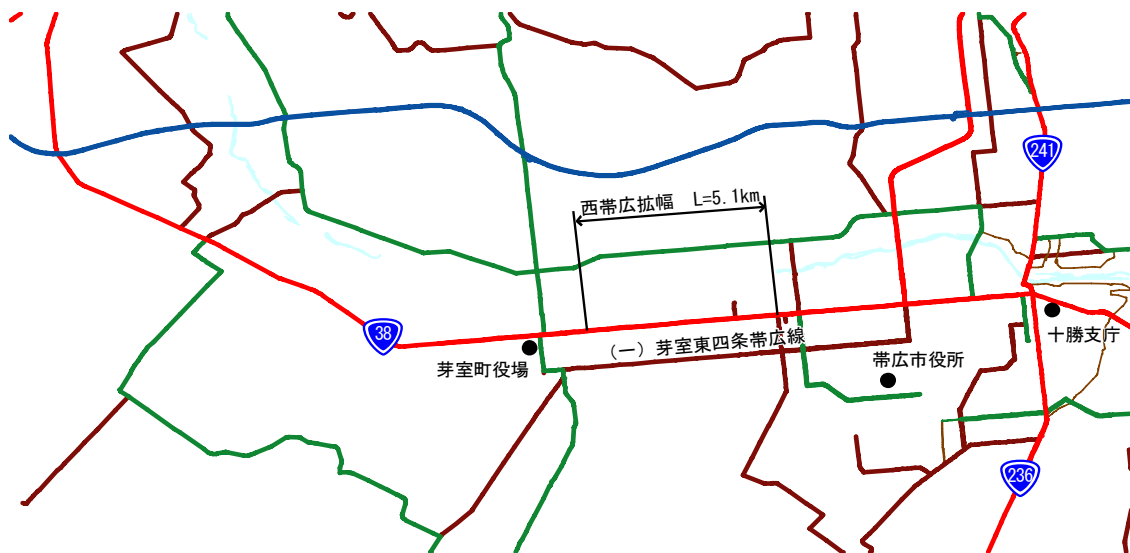 241
西帯広拡幅 L=5.1km
38
芽室町役場
(一)芽室東四条帯広線
十勝支庁
帯広市役所
236